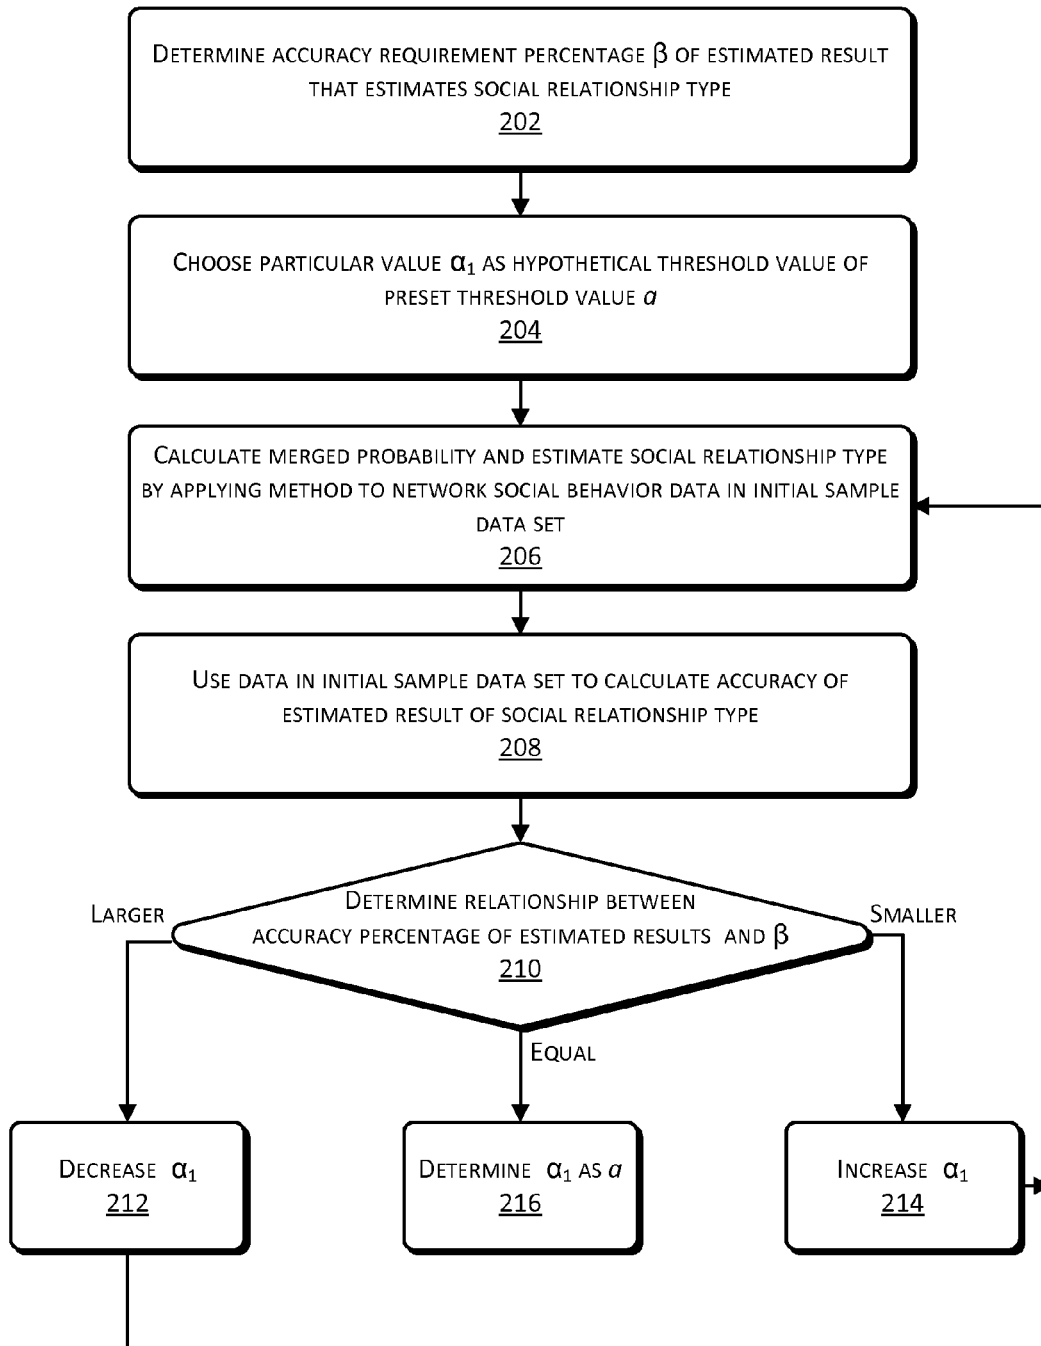 DETERMINE ACCURACY REQUIREMENT PERCENTAGE β OF ESTIMATED RESULT
THAT ESTIMATES SOCIAL RELATIONSHIP TYPE
202
CHOOSE PARTICULAR VALUE α₁ AS HYPOTHETICAL THRESHOLD VALUE OF
PRESET THRESHOLD VALUE α
204
CALCULATE MERGED PROBABILITY AND ESTIMATE SOCIAL RELATIONSHIP TYPE
BY APPLYING METHOD TO NETWORK SOCIAL BEHAVIOR DATA IN INITIAL SAMPLE
DATA SET
206
USE DATA IN INITIAL SAMPLE DATA SET TO CALCULATE ACCURACY OF
ESTIMATED RESULT OF SOCIAL RELATIONSHIP TYPE
208
DETERMINE RELATIONSHIP BETWEEN
ACCURACY PERCENTAGE OF ESTIMATED RESULTS AND β
210
LARGER
SMALLER
EQUAL
DECREASE α₁
212
DETERMINE α₁ AS α
216
INCREASE α₁
214